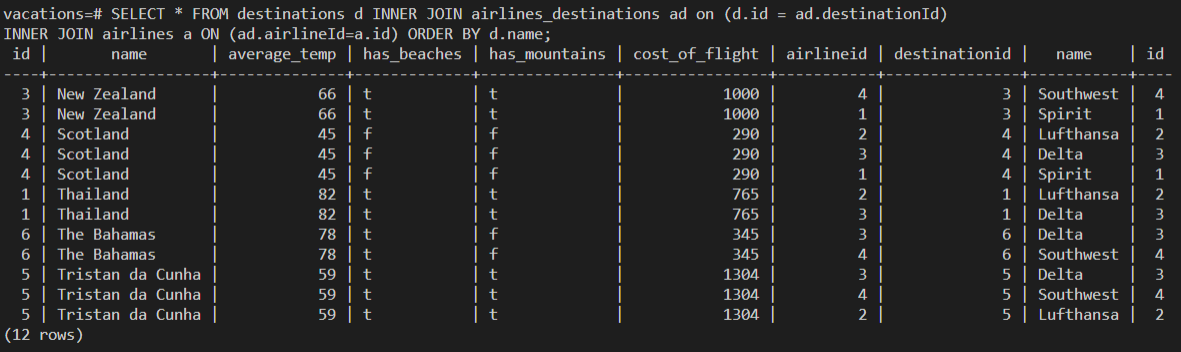 vacations=# SELECT * FROM destinations d INNER JOIN airlines_destinations ad on (d.id = ad.destinationId)
INNER JOIN airlines a ON (ad.airlineId=a.id) ORDER BY d.name;
 id |       name       | average_temp | has_beaches | has_mountains | cost_of_flight | airlineid | destinationid |   name    | id
----+------------------+--------------+-------------+---------------+----------------+-----------+---------------+-----------+----
  3 | New Zealand      |           66 | t           | t             |           1000 |         4 |             3 | Southwest |  4
  3 | New Zealand      |           66 | t           | t             |           1000 |         1 |             3 | Spirit    |  1
  4 | Scotland         |           45 | f           | f             |            290 |         2 |             4 | Lufthansa |  2
  4 | Scotland         |           45 | f           | f             |            290 |         3 |             4 | Delta     |  3
  4 | Scotland         |           45 | f           | f             |            290 |         1 |             4 | Spirit    |  1
  1 | Thailand         |           82 | t           | t             |            765 |         2 |             1 | Lufthansa |  2
  1 | Thailand         |           82 | t           | t             |            765 |         3 |             1 | Delta     |  3
  6 | The Bahamas      |           78 | t           | f             |            345 |         3 |             6 | Delta     |  3
  6 | The Bahamas      |           78 | t           | f             |            345 |         4 |             6 | Southwest |  4
  5 | Tristan da Cunha |           59 | t           | t             |           1304 |         3 |             5 | Delta     |  3
  5 | Tristan da Cunha |           59 | t           | t             |           1304 |         4 |             5 | Southwest |  4
  5 | Tristan da Cunha |           59 | t           | t             |           1304 |         2 |             5 | Lufthansa |  2
(12 rows)